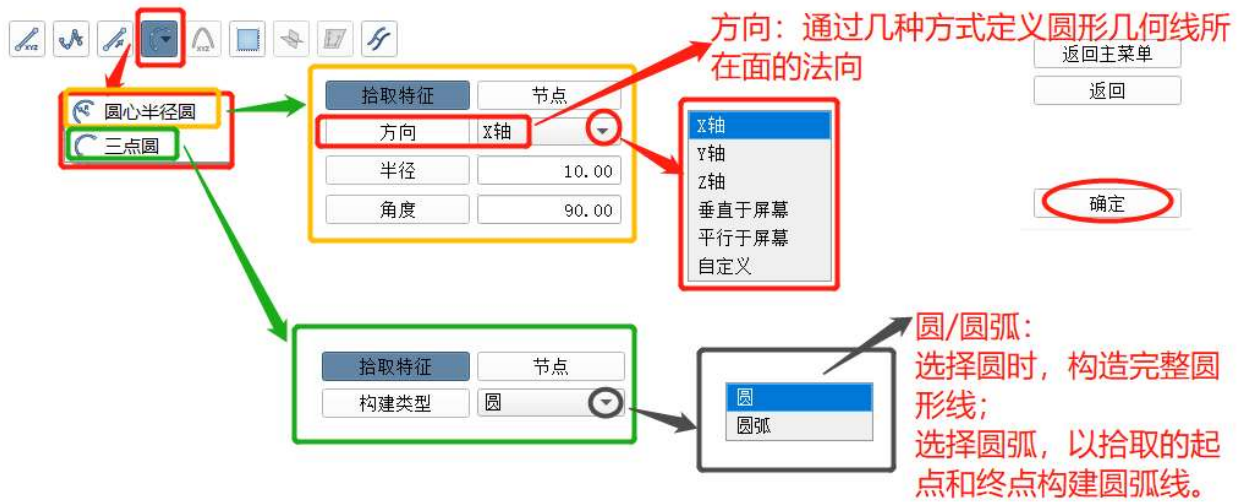 XYZ
XYZ
方向：通过几种方式定义圆形几何线所
在面的法向
返回主菜单
返回
确定
圆心半径圆
三点圆
拾取特征 节点
方向 X轴
半径 10.00
角度 90.00
X轴
Y轴
Z轴
垂直于屏幕
平行于屏幕
自定义
拾取特征 节点
构建类型 圆
圆
圆弧
圆/圆弧：
选择圆时，构造完整圆
形线；
选择圆弧，以拾取的起
点和终点构建圆弧线。